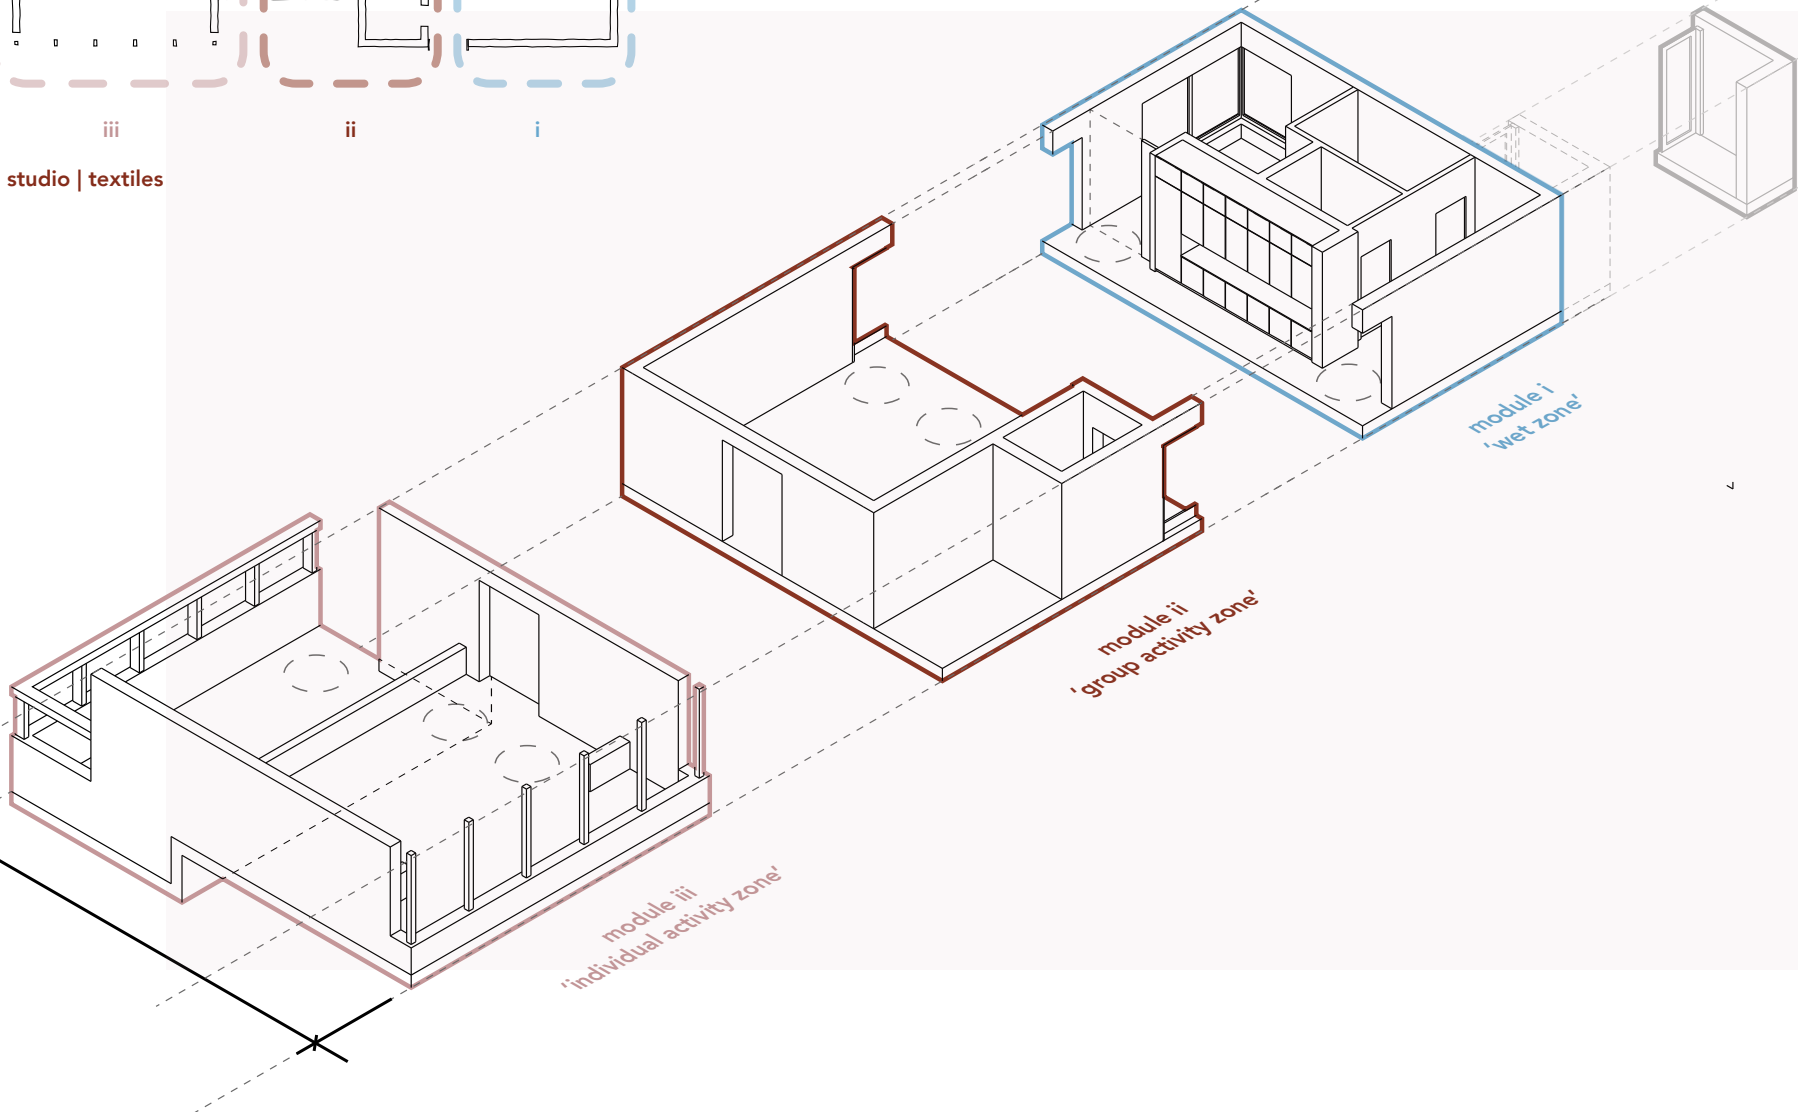 iii
ii
i
studio | textiles
module i
'wet zone'
module ii
'group activity zone'
module iii
'individual activity zone'